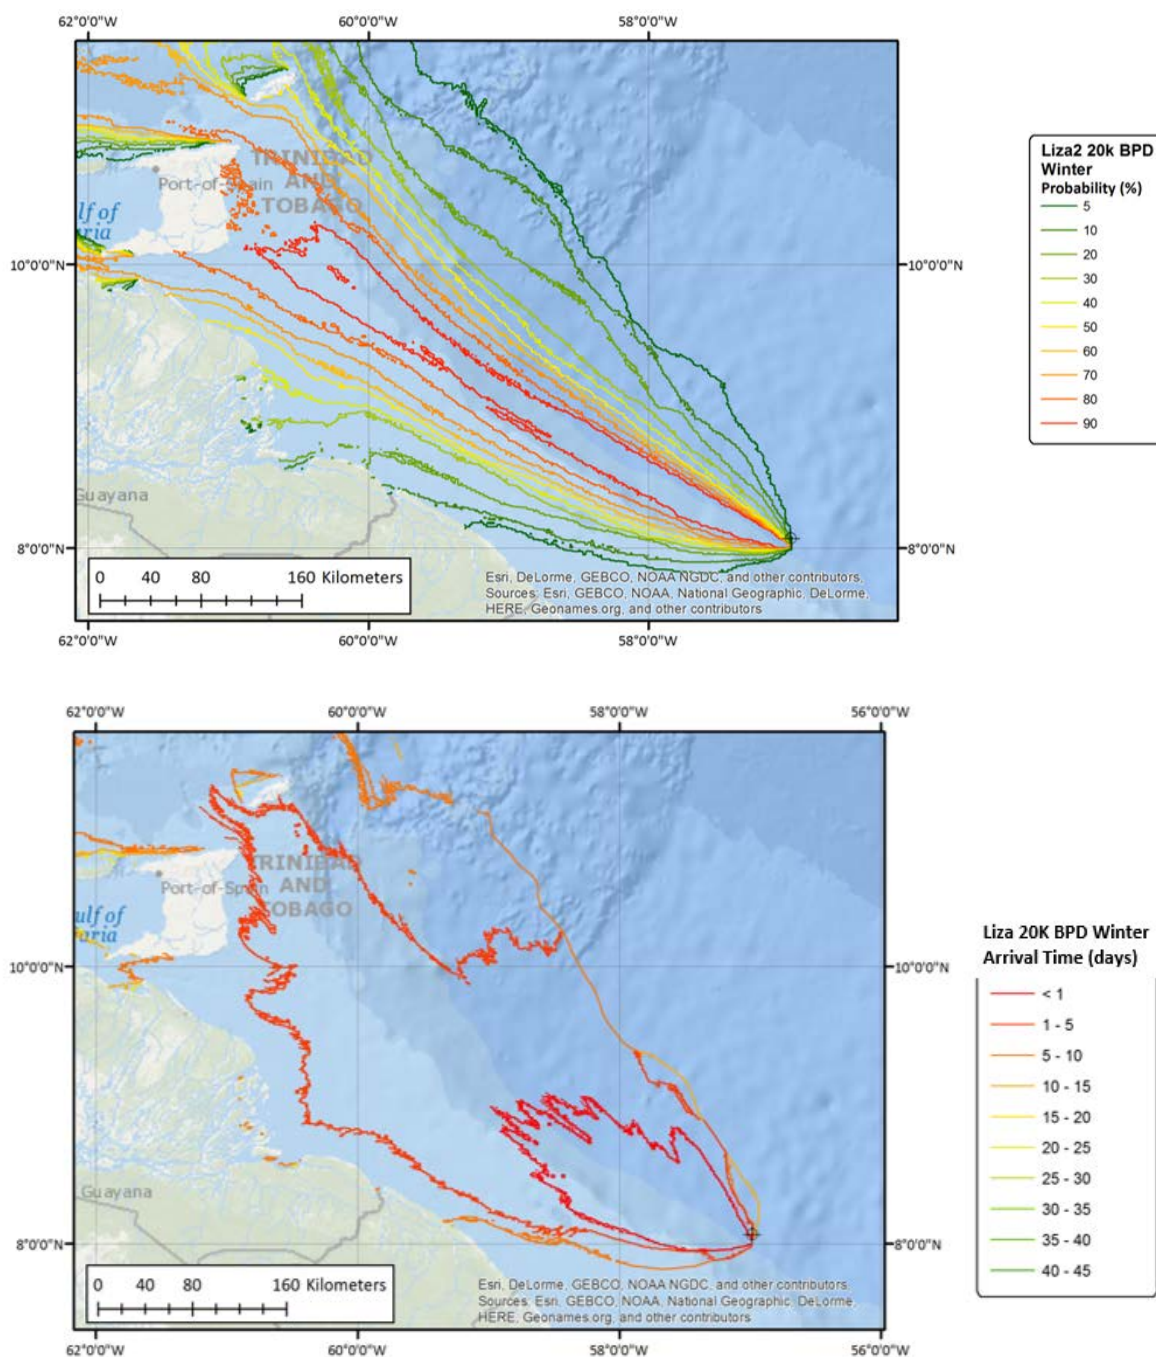 62°0'0"W 60°0'0"W 58°0'0"W
TRINIDAD
AND
TOBAGO
Port-of-Spain
10°0'0"N 10°0'0"N
Guayana
8°0'0"N 8°0'0"N
0 40 80 160 Kilometers
Esri, DeLorme, GEBCO, NOAA NGDC, and other contributors,
Sources: Esri, GEBCO, NOAA, National Geographic, DeLorme,
HERE, Geonames.org, and other contributors
62°0'0"W 60°0'0"W 58°0'0"W
Liza2 20k BPD
Winter
Probability (%)
5
10
20
30
40
50
60
70
80
90
62°0'0"W 60°0'0"W 58°0'0"W 56°0'0"W
TRINIDAD
AND
TOBAGO
Port-of-Spain
ulf of
aria
10°0'0"N 10°0'0"N
Guayana
8°0'0"N 8°0'0"N
0 40 80 160 Kilometers
Esri, DeLorme, GEBCO, NOAA NGDC, and other contributors,
Sources: Esri, GEBCO, NOAA, National Geographic, DeLorme,
HERE, Geonames.org, and other contributors
62°0'0"W 60°0'0"W 58°0'0"W 56°0'0"W
Liza 20K BPD Winter
Arrival Time (days)
< 1
1 - 5
5 - 10
10 - 15
15 - 20
20 - 25
25 - 30
30 - 35
35 - 40
40 - 45